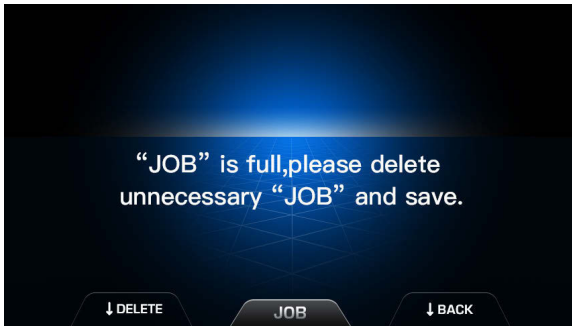 “JOB” is full,please delete
unnecessary “JOB” and save.
↓DELETE JOB ↓BACK